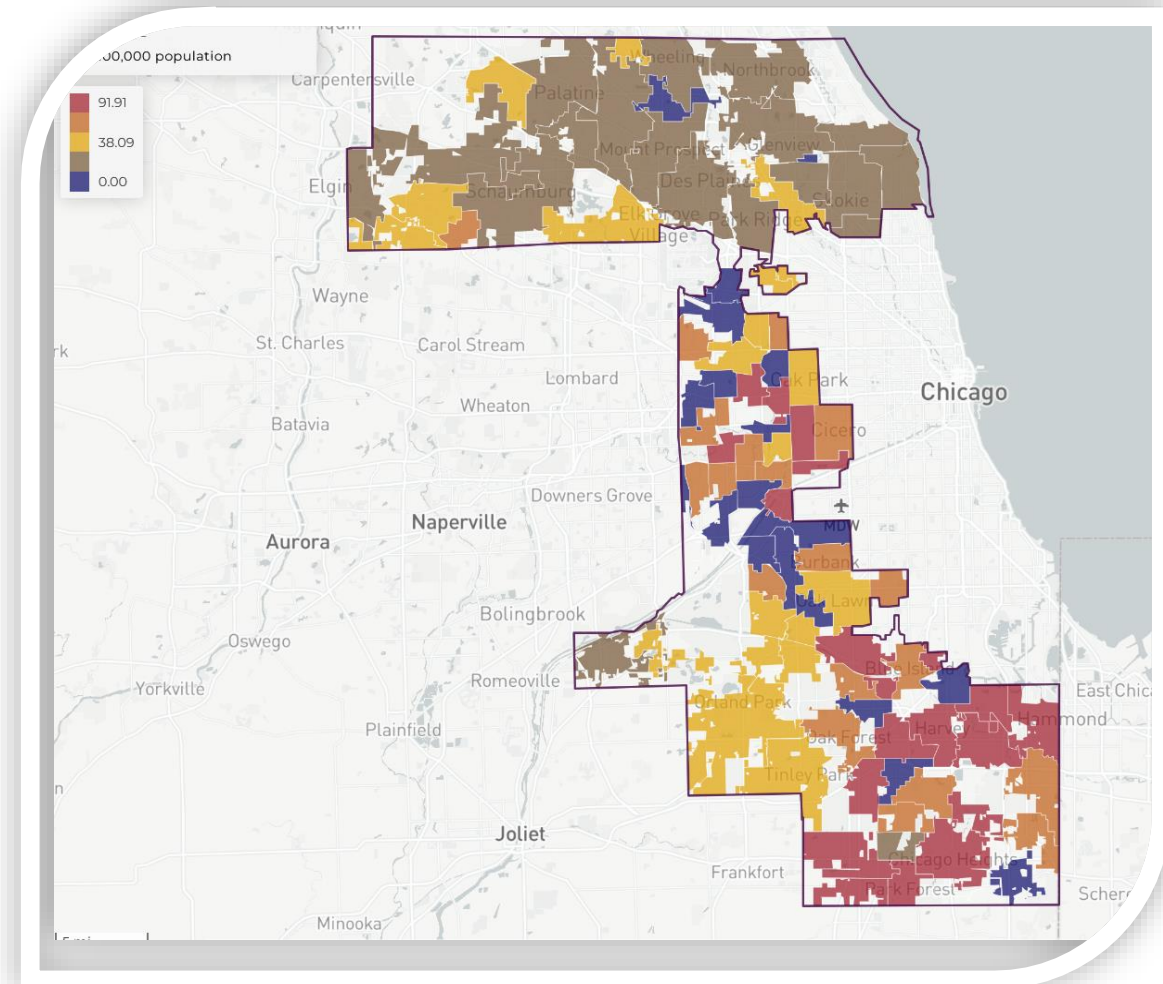 00,000 population
91.91
38.09
0.00
Carpentersville
Wheeling
Northbrook
Palatine
Mount Prospect
Glenview
Elgin
Schaumburg
Des Plaines
Skokie
Elk Grove
Village
Park Ridge
Wayne
St. Charles
Carol Stream
Lombard
Oak Park
Chicago
Wheaton
Batavia
Cicero
Downers Grove
Naperville
MDW
Aurora
Burbank
Bolingbrook
Oak Lawn
Oswego
Romeoville
Blue Island
Yorkville
Orland Park
East Chica
Plainfield
Oak Forest
Harvey
Hammond
Tinley Park
Joliet
Frankfort
Chicago Heights
Park Forest
Scher
Minooka